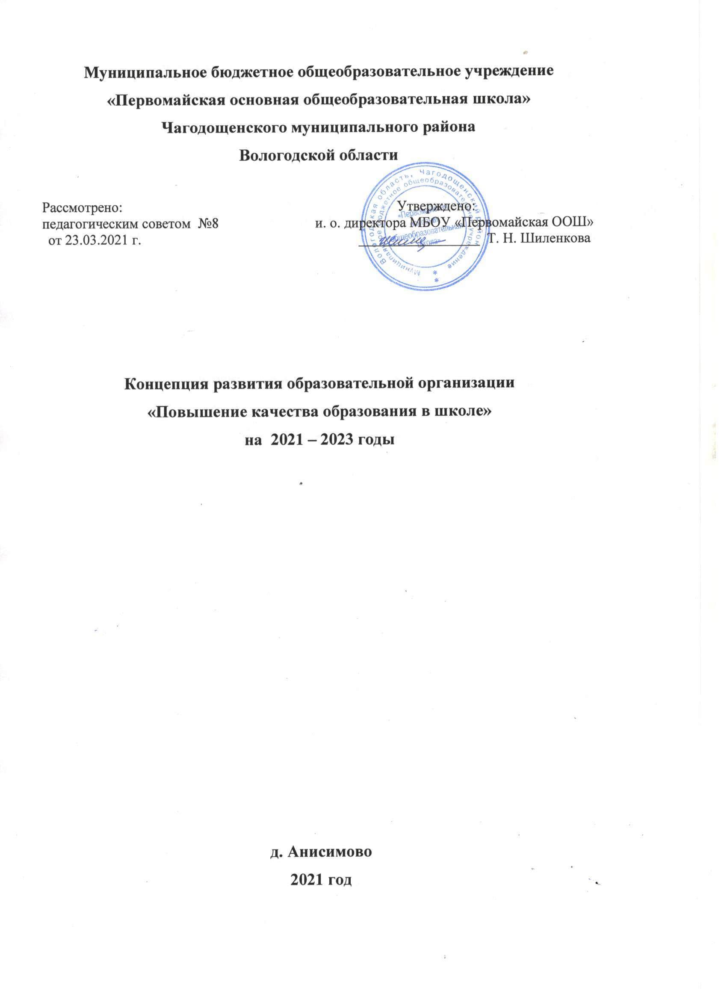 Муниципальное бюджетное общеобразовательное учреждение
«Первомайская основная общеобразовательная школа»
Чагодощенского муниципального района
Вологодской области
Рассмотрено:
педагогическим советом №8
от 23.03.2021 г.
Утверждено:
и. о. директора МБОУ «Первомайская ООШ»
Т. Н. Шиленкова
Вологодская область, Чагодощенский район
Муниципальное бюджетное общеобразовательное учреждение
«Первомайская
основная
общеобразовательная
школа»
Концепция развития образовательной организации
«Повышение качества образования в школе»
на 2021 – 2023 годы
д. Анисимово
2021 год